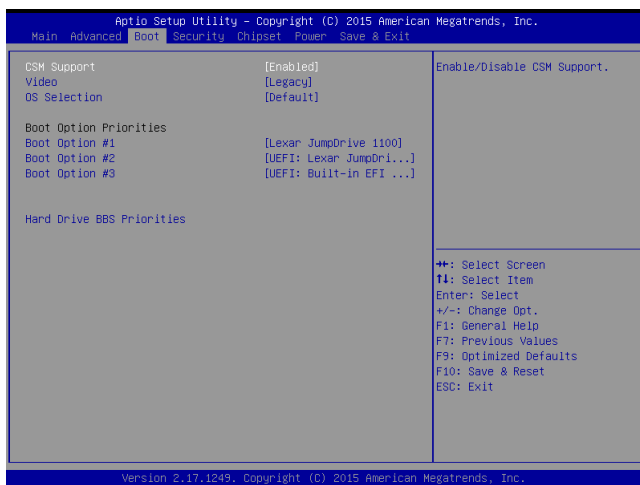 Aptio Setup Utility – Copyright (C) 2015 American Megatrends, Inc.
Main Advanced Boot Security Chipset Power Save & Exit
CSM Support [Enabled]
Video [Legacy]
OS Selection [Default]
Boot Option Priorities
Boot Option #1 [Lexar JumpDrive 1100]
Boot Option #2 [UEFI: Lexar JumpDri...]
Boot Option #3 [UEFI: Built-in EFI ...]
Hard Drive BBS Priorities
Enable/Disable CSM Support.
→←: Select Screen
↑↓: Select Item
Enter: Select
+/-: Change Opt.
F1: General Help
F7: Previous Values
F9: Optimized Defaults
F10: Save & Reset
ESC: Exit
Version 2.17.1249. Copyright (C) 2015 American Megatrends, Inc.